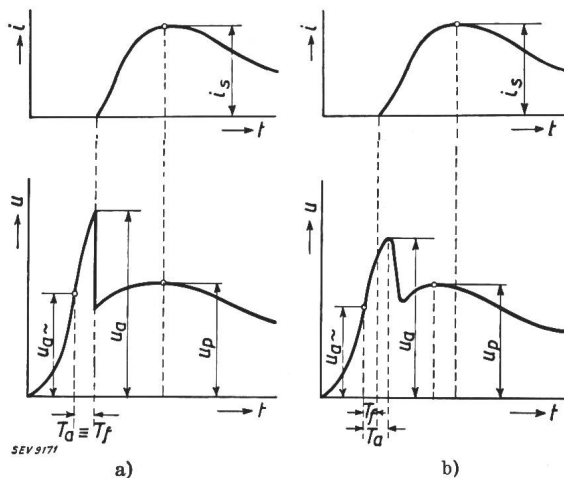 i
i_s
t
i
i_s
t
u
u_a~
u_a
u_p
t
T_a ≡ T_f
u
u_a~
u_a
u_p
t
T_f
T_a
SEV 9171
a)
b)